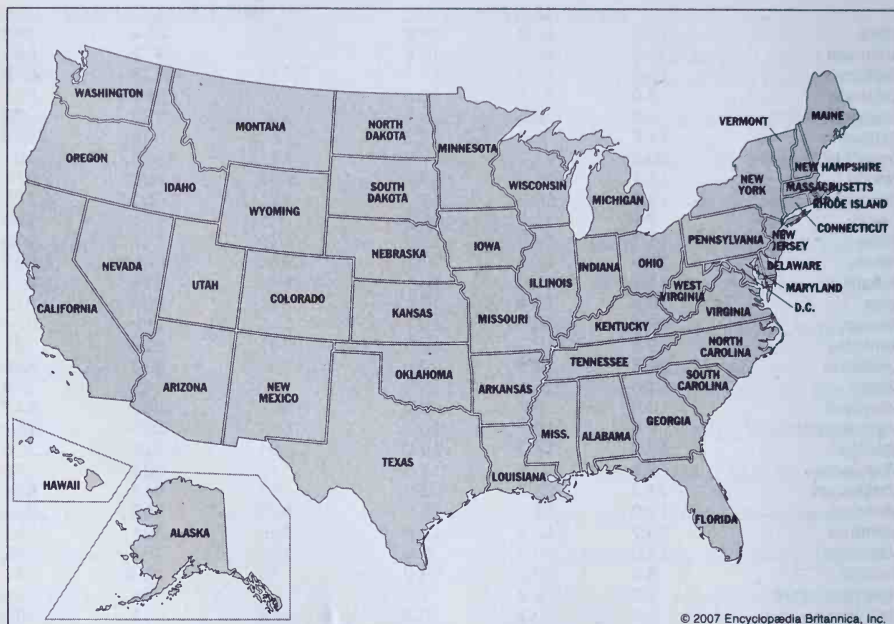 WASHINGTON
MONTANA
NORTH
DAKOTA
MINNESOTA
VERMONT
MAINE
OREGON
IDAHO
WYOMING
SOUTH
DAKOTA
WISCONSIN
MICHIGAN
NEW
YORK
NEW HAMPSHIRE
MASSACHUSETTS
RHODE ISLAND
CONNECTICUT
NEVADA
UTAH
COLORADO
NEBRASKA
IOWA
ILLINOIS
INDIANA
OHIO
PENNSYLVANIA
NEW
JERSEY
DELAWARE
MARYLAND
D.C.
CALIFORNIA
KANSAS
MISSOURI
KENTUCKY
WEST
VIRGINIA
VIRGINIA
ARIZONA
NEW
MEXICO
OKLAHOMA
ARKANSAS
TENNESSEE
NORTH
CAROLINA
SOUTH
CAROLINA
TEXAS
LOUISIANA
MISS.
ALABAMA
GEORGIA
FLORIDA
HAWAII
ALASKA
© 2007 Encyclopædia Britannica, Inc.